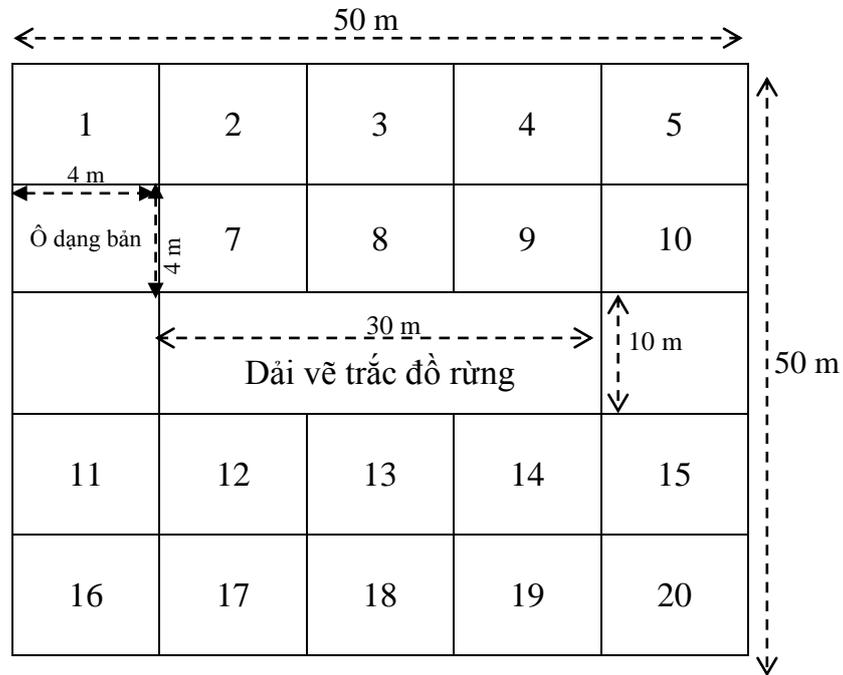 50 m
1 2 3 4 5
4 m
Ô dạng bản 4 m 7 8 9 10
30 m
10 m
Dải vẽ trắc đồ rừng
50 m
11 12 13 14 15
16 17 18 19 20